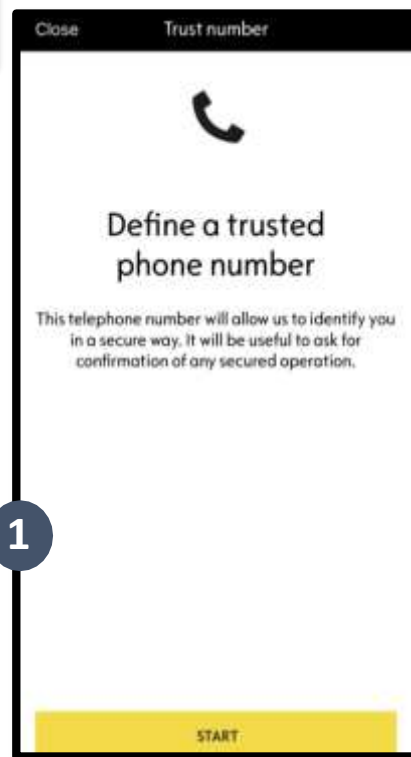 Close Trust number
Define a trusted
phone number
This telephone number will allow us to identify you
in a secure way. It will be useful to ask for
confirmation of any secured operation.
1
START